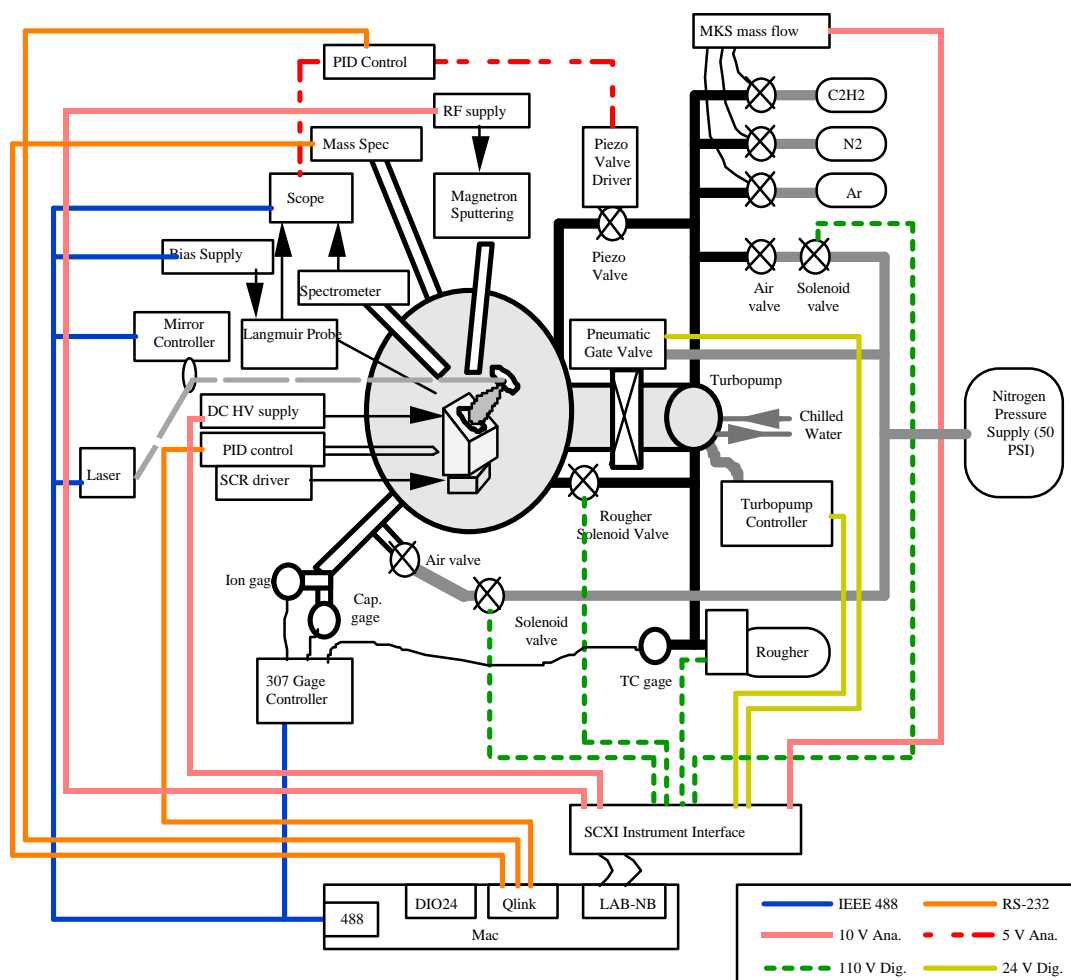 MKS mass flow
PID Control
C2H2
RF supply
Mass Spec
Piezo
Valve
Driver
N2
Scope
Magnetron
Sputtering
Ar
Bias Supply
Piezo
Valve
Air
valve
Solenoid
valve
Spectrometer
Mirror
Controller
Langmuir Probe
Pneumatic
Gate Valve
Turbopump
DC HV supply
Chilled
Water
Nitrogen
Pressure
Supply (50
PSI)
PID control
Laser
SCR driver
Rougher
Solenoid Valve
Turbopump
Controller
Air valve
Ion gage
Cap.
gage
Solenoid
valve
Rougher
TC gage
307 Gage
Controller
SCXI Instrument Interface
DIO24
Qlink
LAB-NB
488
Mac
IEEE 488
RS-232
10 V Ana.
5 V Ana.
110 V Dig.
24 V Dig.